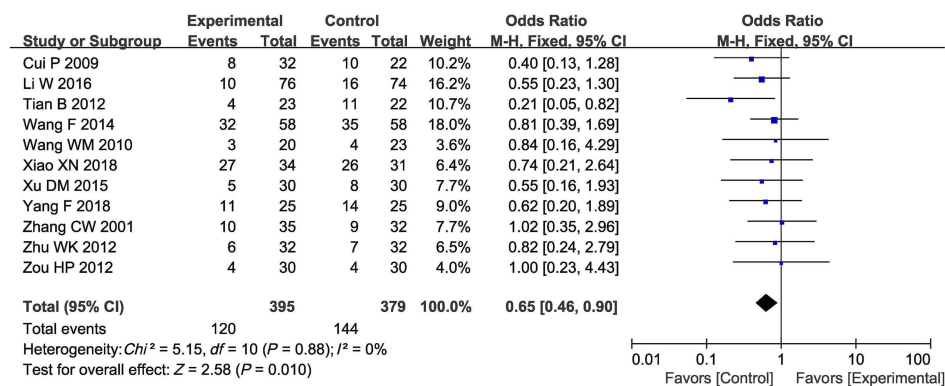 Experimental Control Odds Ratio Odds Ratio
Study or Subgroup Events Total Events Total Weight M-H, Fixed, 95% CI M-H, Fixed, 95% CI
Cui P 2009 8 32 10 22 10.2% 0.40 [0.13, 1.28]
Li W 2016 10 76 16 74 16.2% 0.55 [0.23, 1.30]
Tian B 2012 4 23 11 22 10.7% 0.21 [0.05, 0.82]
Wang F 2014 32 58 35 58 18.0% 0.81 [0.39, 1.69]
Wang WM 2010 3 20 4 23 3.6% 0.84 [0.16, 4.29]
Xiao XN 2018 27 34 26 31 6.4% 0.74 [0.21, 2.64]
Xu DM 2015 5 30 8 30 7.7% 0.55 [0.16, 1.93]
Yang F 2018 11 25 14 25 9.0% 0.62 [0.20, 1.89]
Zhang CW 2001 10 35 9 32 7.7% 1.02 [0.35, 2.96]
Zhu WK 2012 6 32 7 32 6.5% 0.82 [0.24, 2.79]
Zou HP 2012 4 30 4 30 4.0% 1.00 [0.23, 4.43]
Total (95% CI) 395 379 100.0% 0.65 [0.46, 0.90]
Total events 120 144
Heterogeneity: Chi² = 5.15, df = 10 (P = 0.88); I² = 0%
Test for overall effect: Z = 2.58 (P = 0.010)
0.01 0.1 1 10 100
Favors [Control] Favors [Experimental]